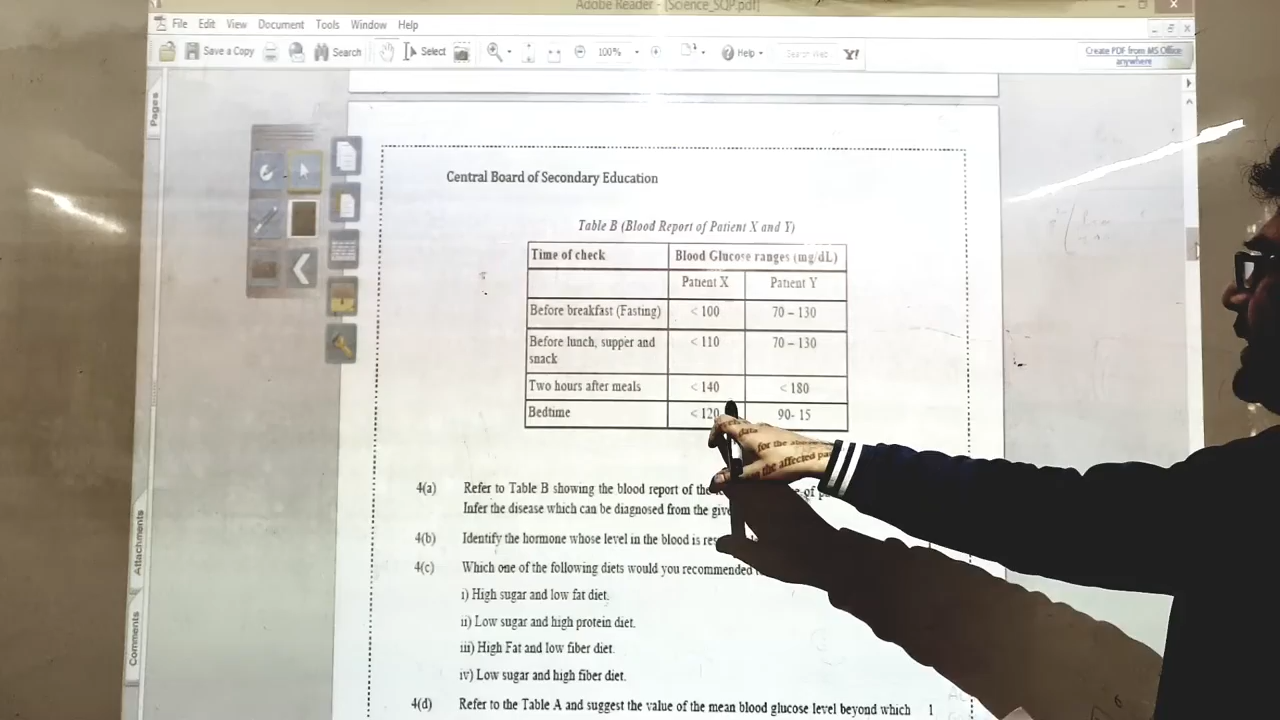 Adobe Reader - [Science_SQP.pdf]
File Edit View Document Tools Window Help
Save a Copy Search Select 100% Help Search Web Y!
Create PDF from MS Office
anywhere
Pages
Attachments
Comments
Central Board of Secondary Education
Table B (Blood Report of Patient X and Y)
Time of check Blood Glucose ranges (mg/dL)
Patient X Patient Y
Before breakfast (Fasting) < 100 70 – 130
Before lunch, supper and < 110 70 – 130
snack
Two hours after meals < 140 < 180
Bedtime < 120 90- 15
for the
the affected
4(a) Refer to Table B showing the blood report of the of
Infer the disease which can be diagnosed from the
4(b) Identify the hormone whose level in the blood is
4(c) Which one of the following diets would you recommended
i) High sugar and low fat diet.
ii) Low sugar and high protein diet.
iii) High Fat and low fiber diet.
iv) Low sugar and high fiber diet.
4(d) Refer to the Table A and suggest the value of the mean blood glucose level beyond which 1